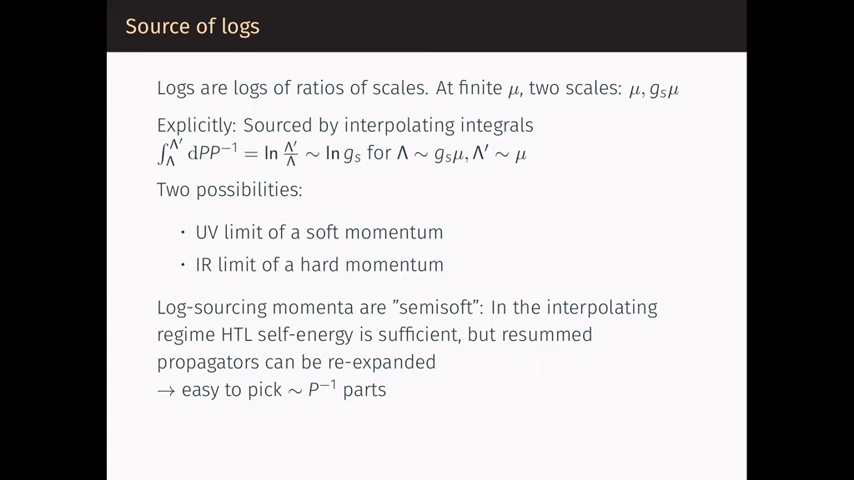 Source of logs
Logs are logs of ratios of scales. At finite μ, two scales: μ, gₛμ
Explicitly: Sourced by interpolating integrals
∫_Λ^Λ′ dPP⁻¹ = ln Λ′/Λ ∼ ln gₛ for Λ ∼ gₛμ, Λ′ ∼ μ
Two possibilities:
· UV limit of a soft momentum
· IR limit of a hard momentum
Log-sourcing momenta are ”semisoft”: In the interpolating
regime HTL self-energy is sufficient, but resummed
propagators can be re-expanded
→ easy to pick ∼ P⁻¹ parts